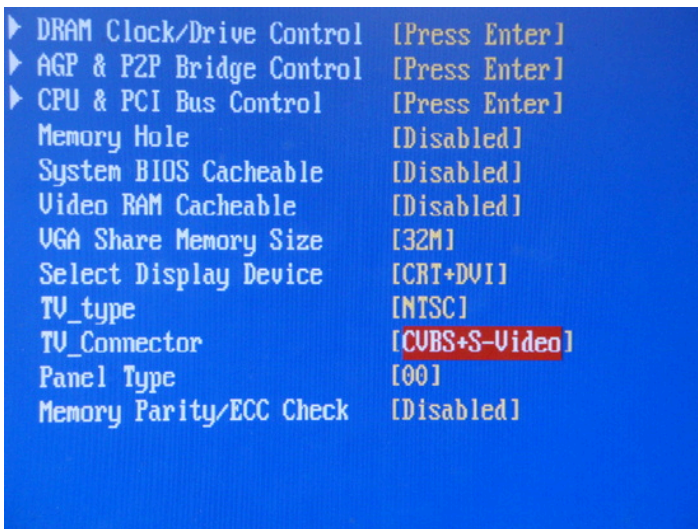 DRAM Clock/Drive Control [Press Enter]
AGP & P2P Bridge Control [Press Enter]
CPU & PCI Bus Control [Press Enter]
Memory Hole [Disabled]
System BIOS Cacheable [Disabled]
Video RAM Cacheable [Disabled]
VGA Share Memory Size [32M]
Select Display Device [CRT+DVI]
TV_type [NTSC]
TV_Connector [CVBS+S-Video]
Panel Type [00]
Memory Parity/ECC Check [Disabled]